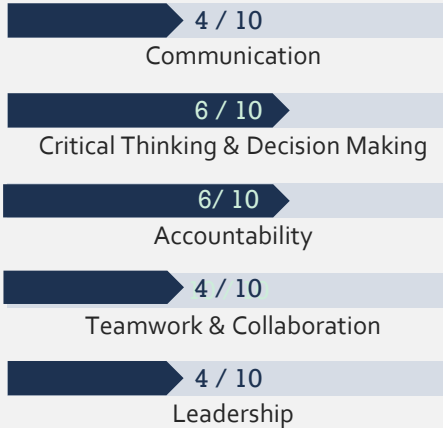 4 / 10
Communication
6 / 10
Critical Thinking & Decision Making
6/ 10
Accountability
4 / 10
Teamwork & Collaboration
4 / 10
Leadership